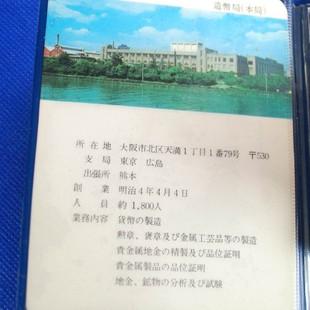 造幣局(本局)
所在地 大阪市北区天満1丁目1番79号 〒530
支局 東京 広島
出張所 熊本
創業 明治4年4月4日
人員 約1,800人
業務内容 貨幣の製造
勲章、褒章及び金属工芸品等の製造
貴金属地金の精製及び品位証明
貴金属製品の品位証明
地金、鉱物の分析及び試験